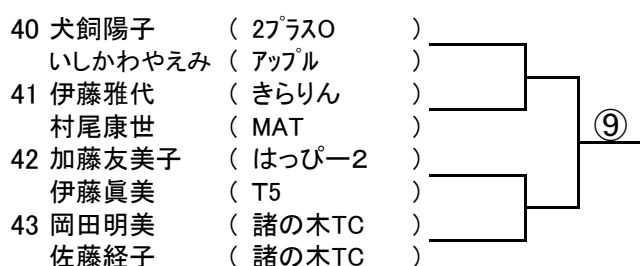 40 犬飼陽子 ( 2プラスO )
いしかわやえみ ( アップル )
41 伊藤雅代 ( きらりん )
村尾康世 ( MAT )
⑨
42 加藤友美子 ( はっぴー2 )
伊藤眞美 ( T5 )
43 岡田明美 ( 諸の木TC )
佐藤経子 ( 諸の木TC )